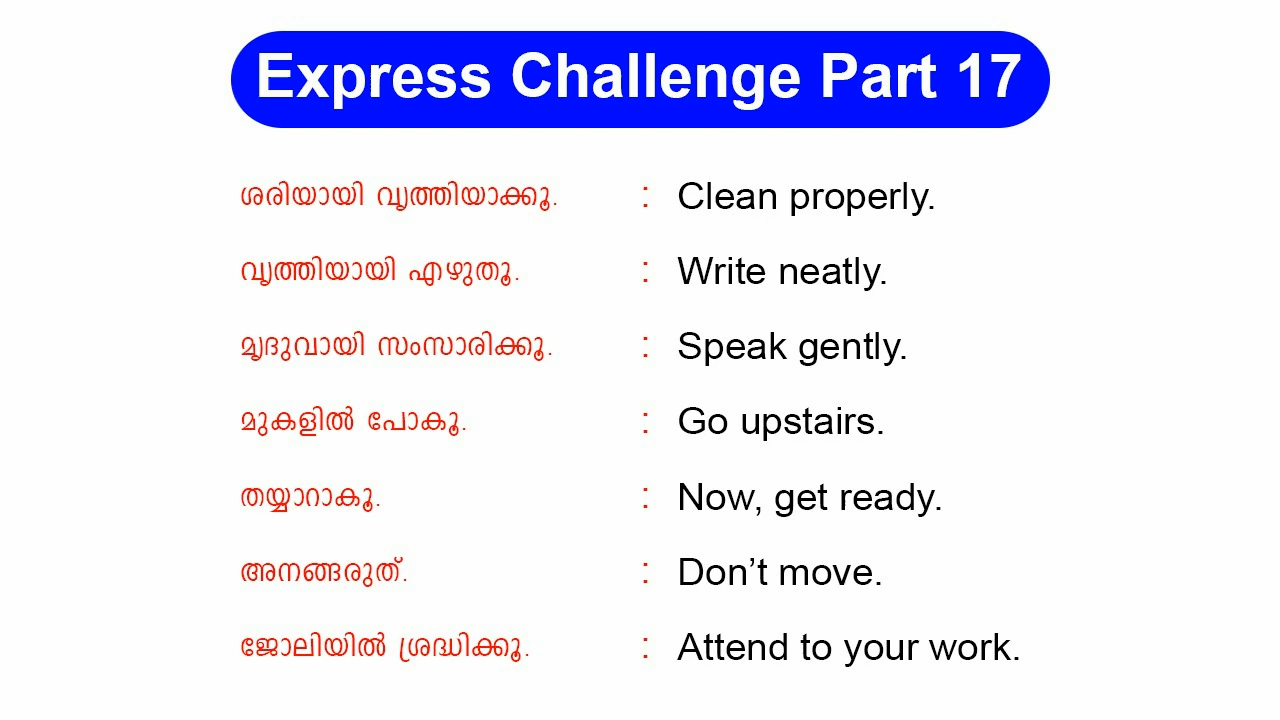 Express Challenge Part 17
ശരിയായി വൃത്തിയാക്കൂ. : Clean properly.
വൃത്തിയായി എഴുതൂ. : Write neatly.
മൃദുവായി സംസാരിക്കൂ. : Speak gently.
മുകളിൽ പോകൂ. : Go upstairs.
തയ്യാറാകൂ. : Now, get ready.
അനങ്ങരുത്. : Don’t move.
ജോലിയിൽ ശ്രദ്ധിക്കൂ. : Attend to your work.